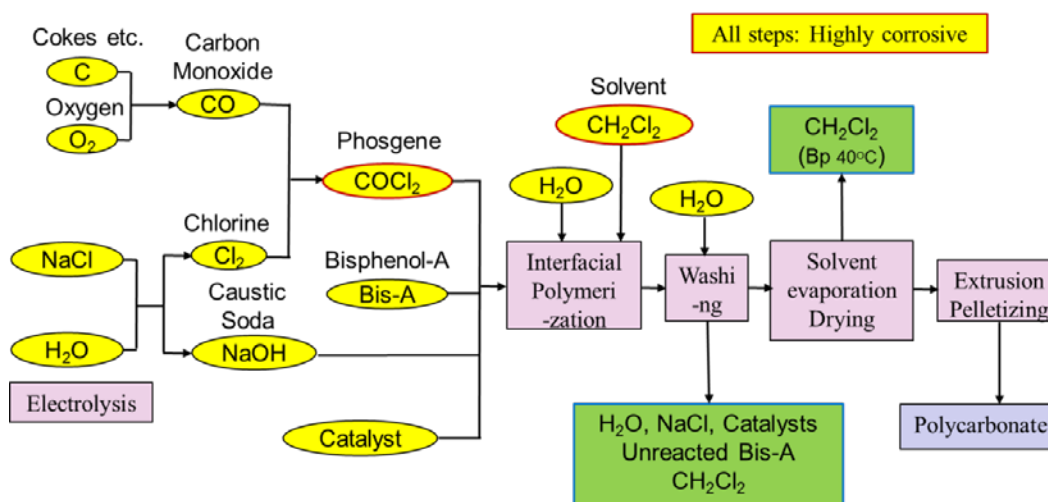 All steps: Highly corrosive
Cokes etc.
C
Oxygen
O₂
Carbon
Monoxide
CO
Phosgene
COCl₂
Solvent
CH₂Cl₂
H₂O
H₂O
CH₂Cl₂
(Bp 40°C)
NaCl
H₂O
Electrolysis
Chlorine
Cl₂
Caustic
Soda
NaOH
Bisphenol-A
Bis-A
Catalyst
Interfacial
Polymeri
-zation
Washi
-ng
Solvent
evaporation
Drying
Extrusion
Pelletizing
H₂O, NaCl, Catalysts
Unreacted Bis-A
CH₂Cl₂
Polycarbonate